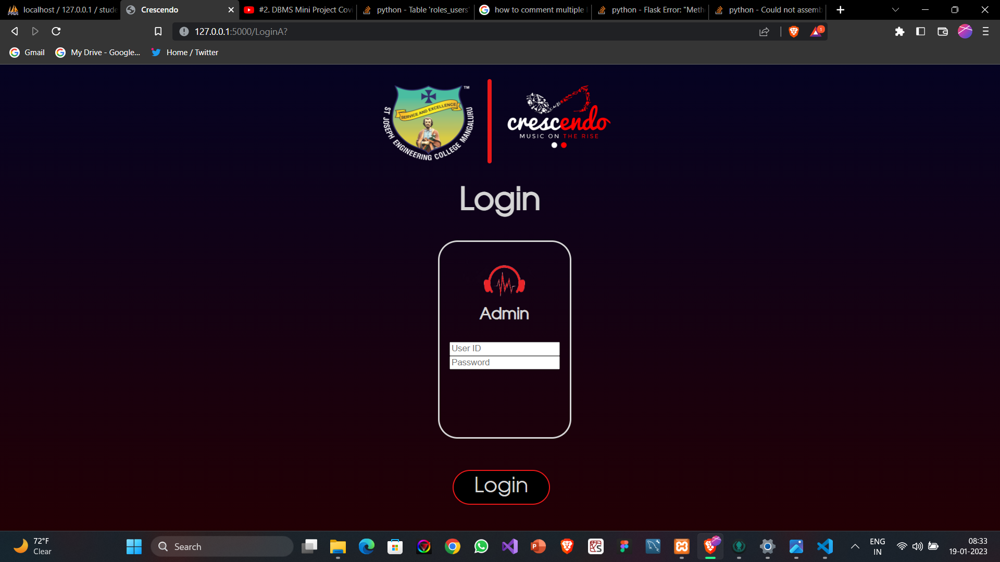 localhost / 127.0.0.1 / stude
Crescendo
#2. DBMS Mini Project Covi
python - Table 'roles_users'
how to comment multiple l
python - Flask Error: "Meth
python - Could not assemb
127.0.0.1:5000/LoginA?
1
Gmail
My Drive - Google...
Home / Twitter
SERVICE AND EXCELLENCE
ST JOSEPH ENGINEERING COLLEGE MANGALURU
TM
crescendo
MUSIC ON THE RISE
Login
Admin
User ID
Password
Login
72°F
Clear
Search
ENG
IN
08:33
19-01-2023